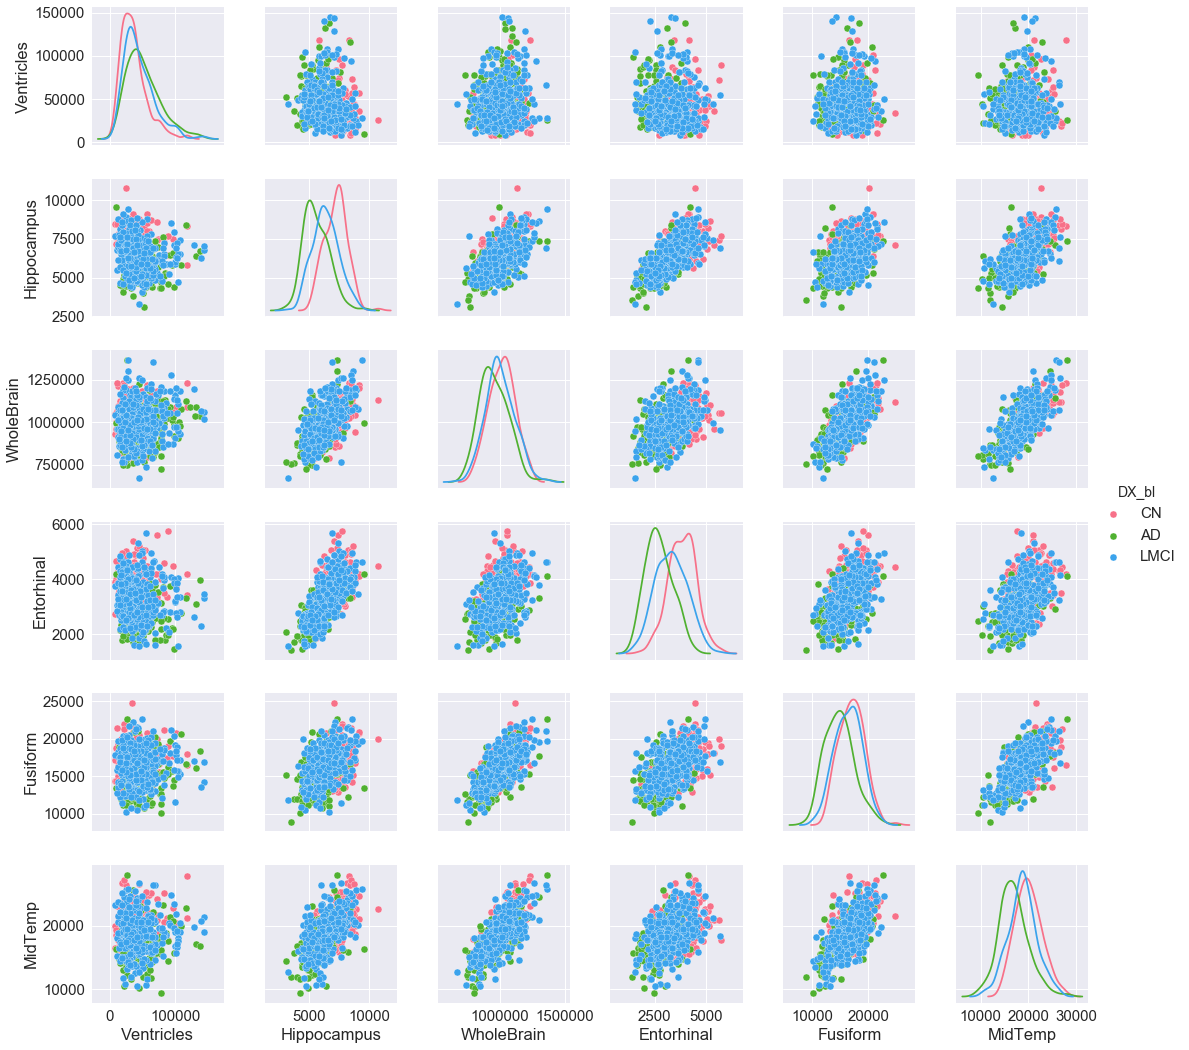 150000
100000
50000
0
Ventricles
10000
7500
5000
2500
Hippocampus
1250000
1000000
750000
WholeBrain
6000
4000
2000
Entorhinal
25000
20000
15000
10000
Fusiform
20000
10000
MidTemp
DX_bl
CN
AD
LMCI
0 100000 5000 10000 1000000 1500000 2500 5000 10000 20000 10000 20000 30000
Ventricles Hippocampus WholeBrain Entorhinal Fusiform MidTemp